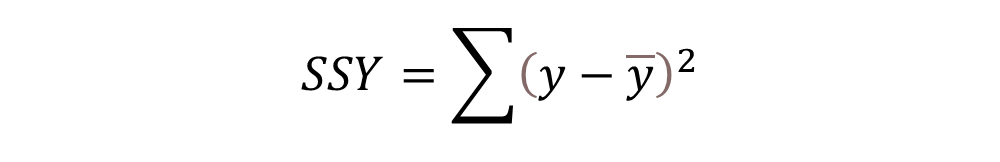 SSY = ∑(y − y̅)²